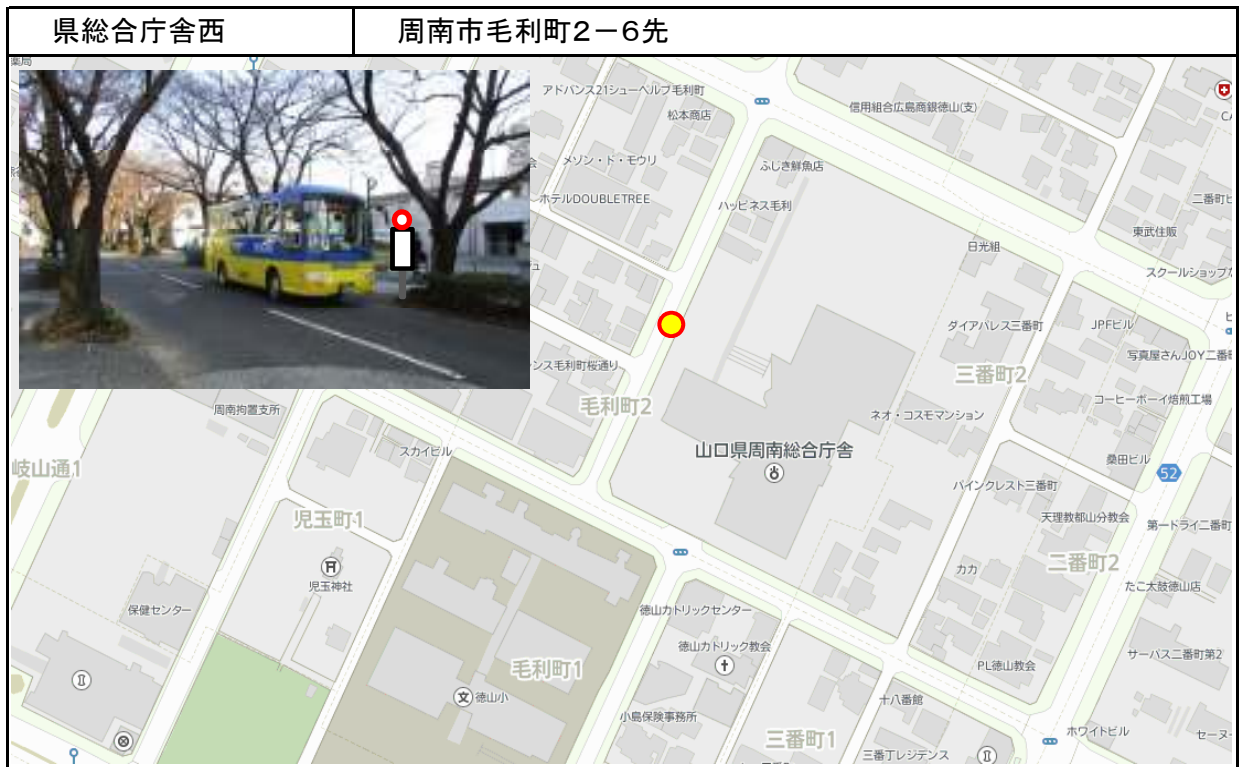 県総合庁舎西
周南市毛利町2－6先
薬局
アドバンス21シューベルブ毛利町
松本商店
信用組合広島商銀徳山(支)
メゾン・ド・モウリ
ふじき鮮魚店
ホテルDOUBLETREE
ハッピネス毛利
二番町ヒ
東武住販
日光組
スクールショップな
ダイアパレス三番町
JPFビル
写真屋さんJOY二番町
ンス毛利町桜通り
三番町2
毛利町2
コーヒーボーイ焙煎工場
周南拘置支所
ネオ・コスモマンション
スカイビル
山口県周南総合庁舎
桑田ビル
岐山通1
52
パインクレスト三番町
児玉町1
天理教都山分教会
第一ドライ二番町
二番町2
カカ
児玉神社
たこ太鼓徳山店
保健センター
徳山カトリックセンター
徳山カトリック教会
サーパス二番町第2
毛利町1
PL徳山教会
文
徳山小
十八番館
小島保険事務所
ホワイトビル
セーヌ・
三番町1
三番丁レジデンス